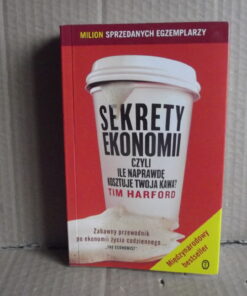 MILION SPRZEDANYCH EGZEMPLARZY
SEKRETY
EKONOMII
CZYLI
ILE NAPRAWDĘ
KOSZTUJE TWOJA KAWA?
TIM HARFORD
Zabawny przewodnik
po ekonomii życia codziennego
"THE ECONOMIST"
Międzynarodowy
bestseller